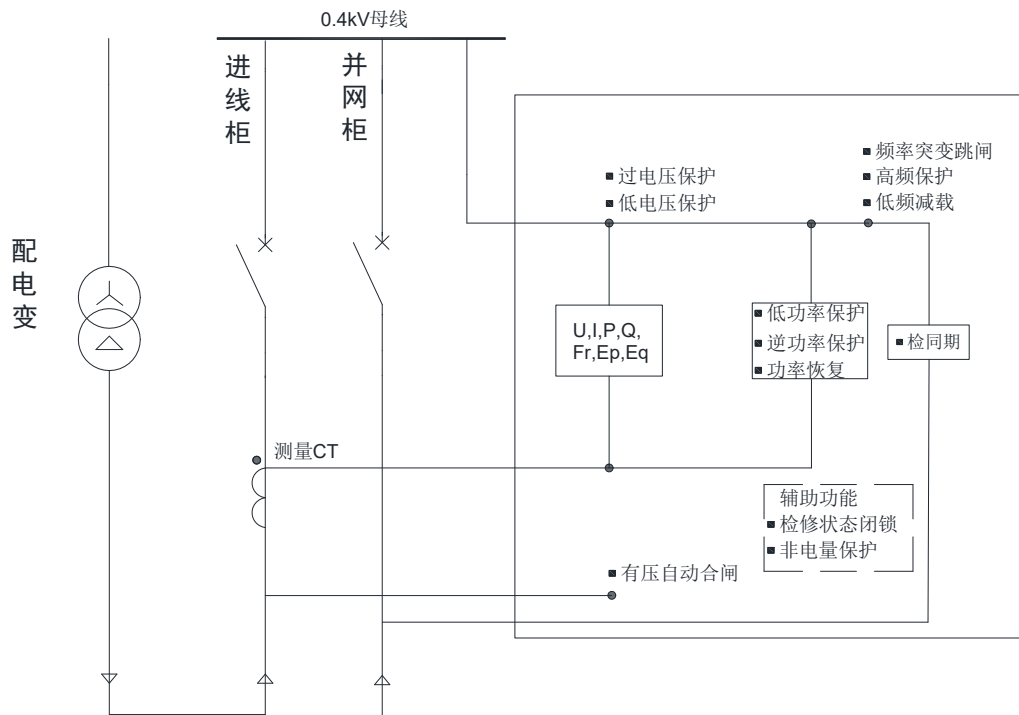 0.4kV母线
进线柜
并网柜
配电变
频率突变跳闸
高频保护
低频减载
过电压保护
低电压保护
U,I,P,Q,
Fr,Ep,Eq
低功率保护
逆功率保护
功率恢复
检同期
测量CT
辅助功能
检修状态闭锁
非电量保护
有压自动合闸